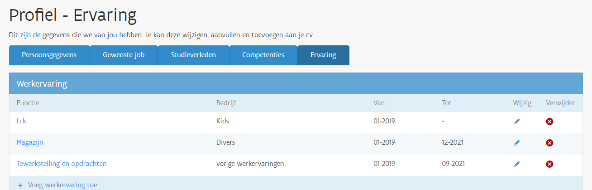 Profiel - Ervaring
Dit zijn de gegevens die we van jou hebben. Je kan deze wijzigen, aanvullen en toevoegen aan je cv
Persoonsgegevens Gewenste job Studieverleden Competenties Ervaring
Werkervaring
Functie Bedrijf Van Tot Wijzig Verwijder
Kids 01-2019 -
Magazijn Divers 01-2019 12-2021
Tewerkstelling en opdrachten vorige werkervaringen 01-2019 09-2021
+ Voeg werkervaring toe